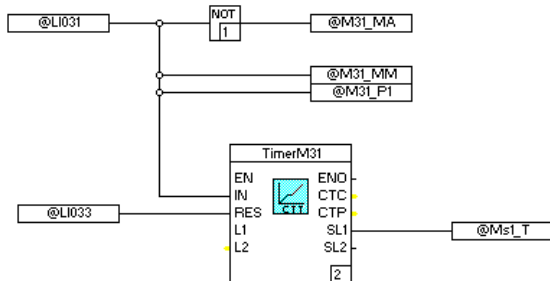 @LI031
NOT
1
@M31_MA
@M31_MM
@M31_P1
TimerM31
EN ENO
IN CTC
RES CTP
L1 SL1
L2 SL2
CTT
2
@LI033
@Ms1_T